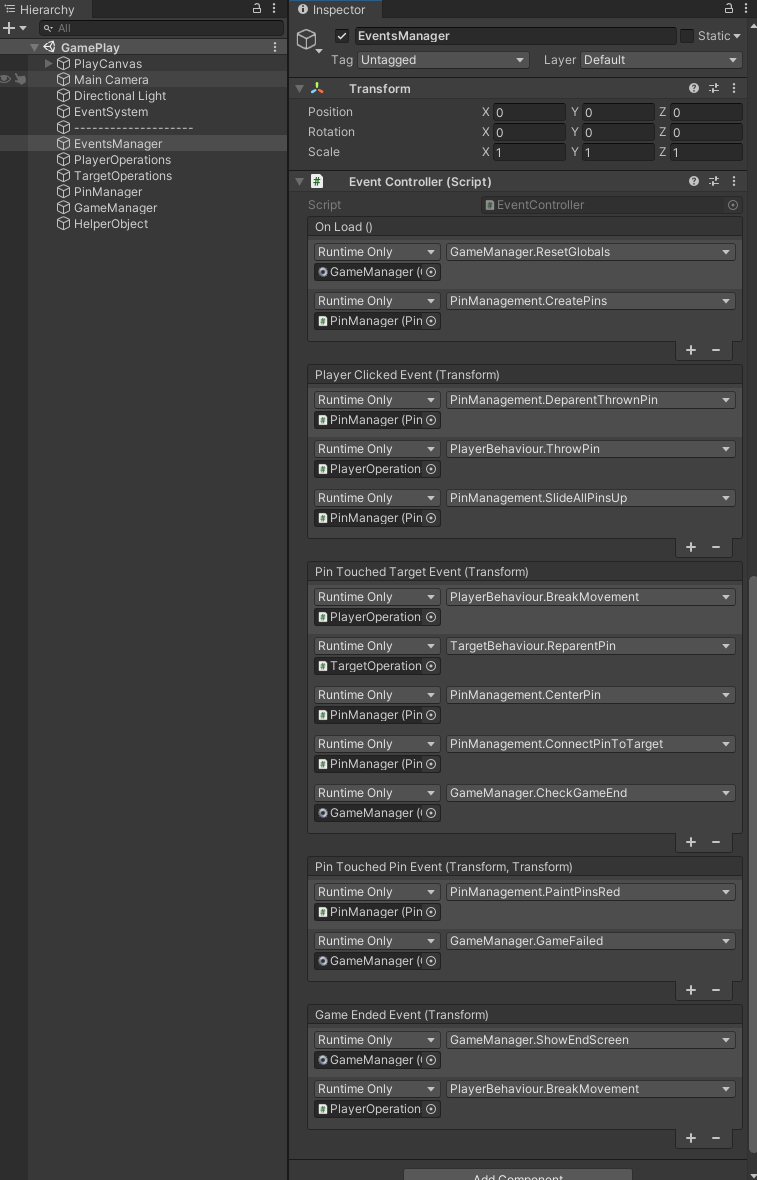 Hierarchy
All
GamePlay
PlayCanvas
Main Camera
Directional Light
EventSystem
--------------------
EventsManager
PlayerOperations
TargetOperations
PinManager
GameManager
HelperObject
Inspector
EventsManager Static
Tag Untagged Layer Default
Transform
Position X 0 Y 0 Z 0
Rotation X 0 Y 0 Z 0
Scale X 1 Y 1 Z 1
# Event Controller (Script)
Script EventController
On Load ()
Runtime Only GameManager.ResetGlobals
GameManager (
Runtime Only PinManagement.CreatePins
PinManager (Pin
+ −
Player Clicked Event (Transform)
Runtime Only PinManagement.DeparentThrownPin
PinManager (Pin
Runtime Only PlayerBehaviour.ThrowPin
PlayerOperation
Runtime Only PinManagement.SlideAllPinsUp
PinManager (Pin
+ −
Pin Touched Target Event (Transform)
Runtime Only PlayerBehaviour.BreakMovement
PlayerOperation
Runtime Only TargetBehaviour.ReparentPin
TargetOperation
Runtime Only PinManagement.CenterPin
PinManager (Pin
Runtime Only PinManagement.ConnectPinToTarget
PinManager (Pin
Runtime Only GameManager.CheckGameEnd
GameManager (
+ −
Pin Touched Pin Event (Transform, Transform)
Runtime Only PinManagement.PaintPinsRed
PinManager (Pin
Runtime Only GameManager.GameFailed
GameManager (
+ −
Game Ended Event (Transform)
Runtime Only GameManager.ShowEndScreen
GameManager (
Runtime Only PlayerBehaviour.BreakMovement
PlayerOperation
+ −
Add Component